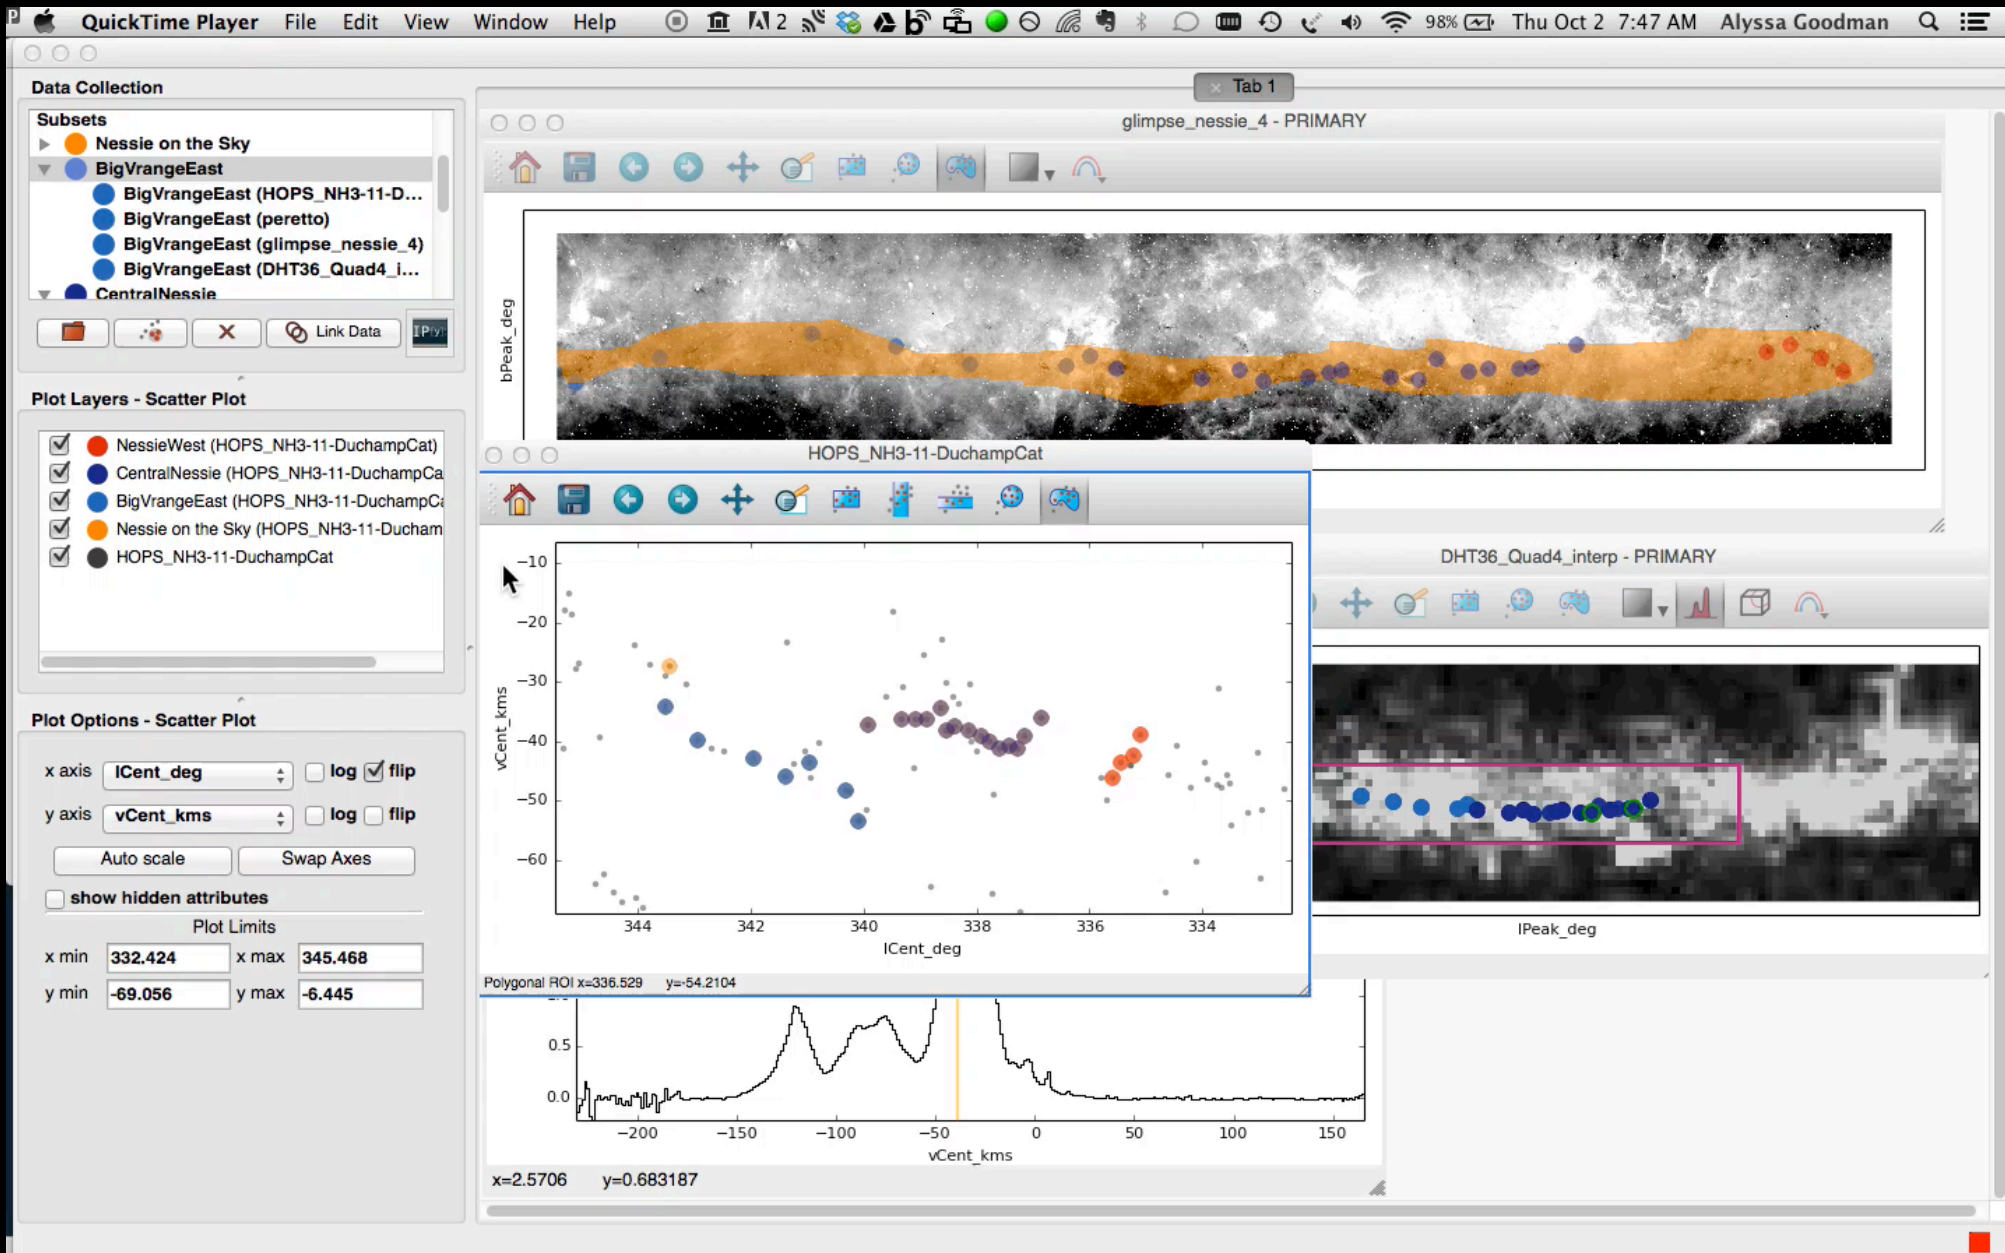 QuickTime Player File Edit View Window Help 2 98% Thu Oct 2 7:47 AM Alyssa Goodman
Data Collection
Subsets
Nessie on the Sky
BigVrangeEast
BigVrangeEast (HOPS_NH3-11-D...
BigVrangeEast (peretto)
BigVrangeEast (glimpse_nessie_4)
BigVrangeEast (DHT36_Quad4_i...
CentralNessie
Link Data
IP[y]:
Plot Layers - Scatter Plot
NessieWest (HOPS_NH3-11-DuchampCat)
CentralNessie (HOPS_NH3-11-DuchampCa
BigVrangeEast (HOPS_NH3-11-DuchampCa
Nessie on the Sky (HOPS_NH3-11-Ducham
HOPS_NH3-11-DuchampCat
Plot Options - Scatter Plot
x axis lCent_deg log flip
y axis vCent_kms log flip
Auto scale Swap Axes
show hidden attributes
Plot Limits
x min 332.424 x max 345.468
y min -69.056 y max -6.445
Tab 1
glimpse_nessie_4 - PRIMARY
bPeak_deg
HOPS_NH3-11-DuchampCat
−10
−20
−30
−40
−50
−60
vCent_kms
344 342 340 338 336 334
lCent_deg
Polygonal ROI x=336.529 y=-54.2104
DHT36_Quad4_interp - PRIMARY
lPeak_deg
0.5
0.0
−200 −150 −100 −50 0 50 100 150
vCent_kms
x=2.5706 y=0.683187